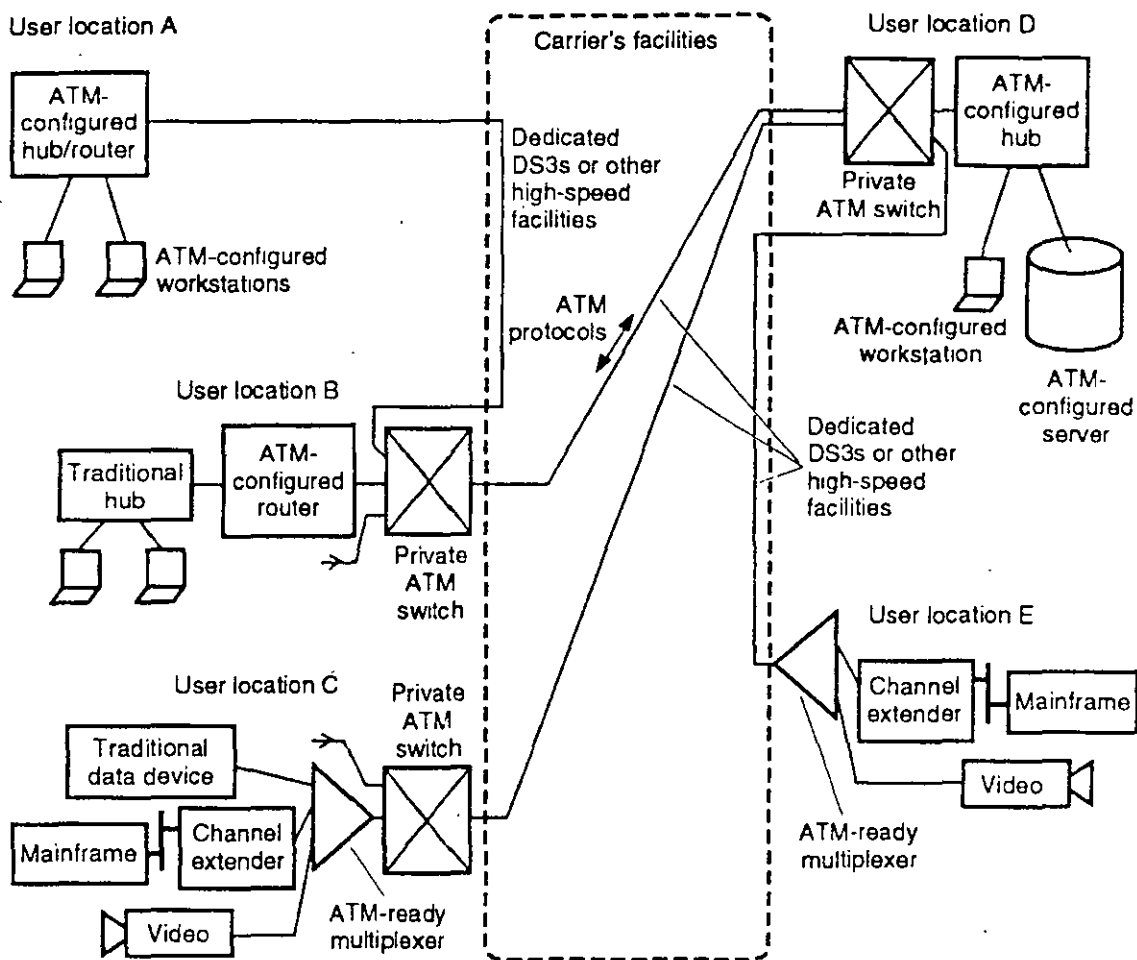 User location A
ATM-
configured
hub/router
ATM-configured
workstations
Carrier's facilities
Dedicated
DS3s or other
high-speed
facilities
ATM
protocols
User location D
ATM-
configured
hub
Private
ATM switch
ATM-configured
workstation
ATM-
configured
server
Dedicated
DS3s or other
high-speed
facilities
User location B
Traditional
hub
ATM-
configured
router
Private
ATM
switch
User location C
Private
ATM
switch
Traditional
data device
Mainframe
Channel
extender
Video
ATM-ready
multiplexer
User location E
Channel
extender
Mainframe
Video
ATM-ready
multiplexer